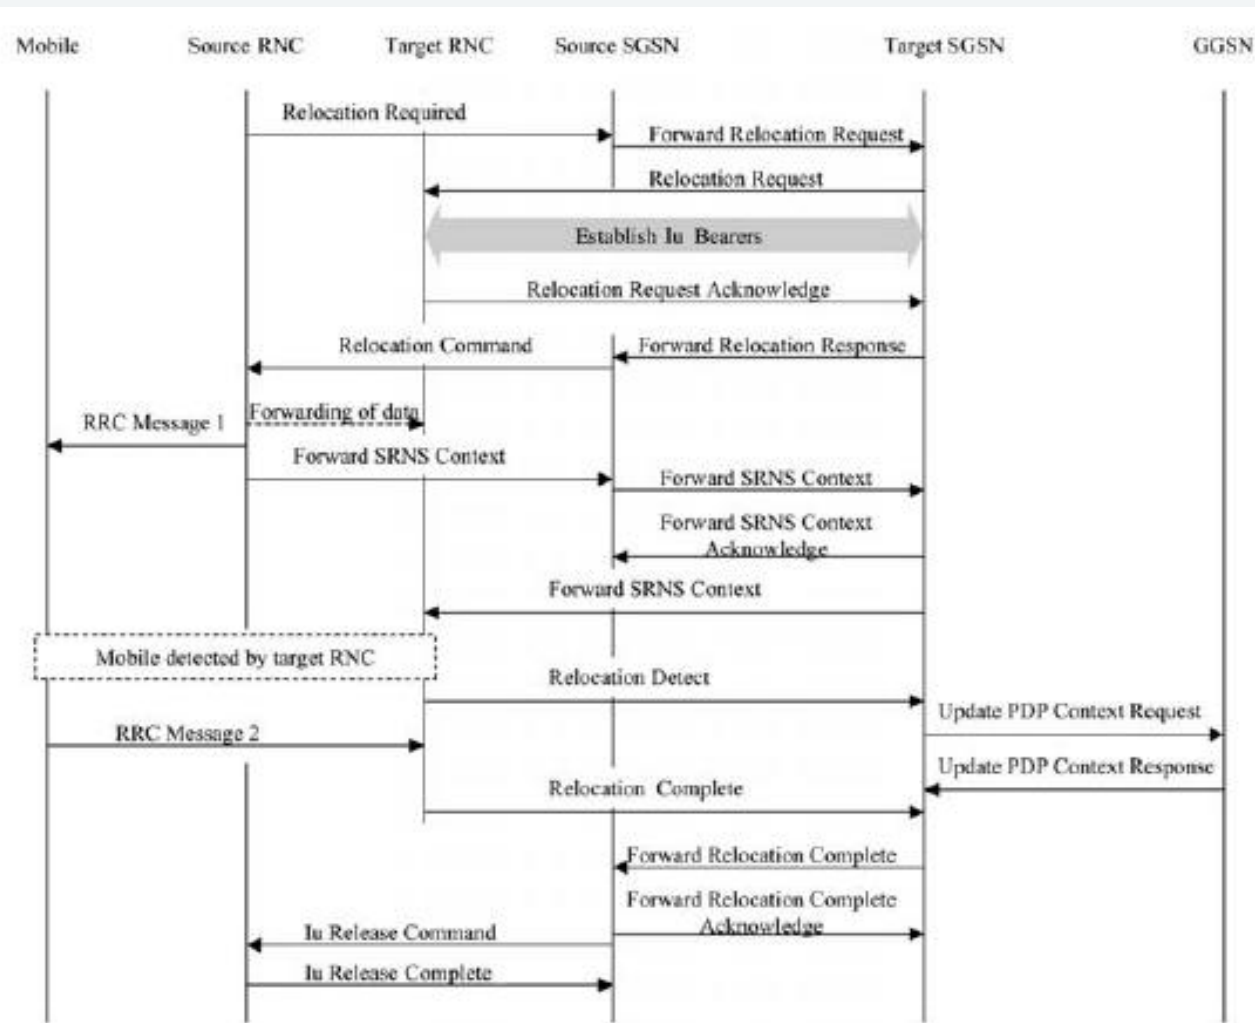 Mobile
Source RNC
Target RNC
Source SGSN
Target SGSN
GGSN
Relocation Required
Forward Relocation Request
Relocation Request
Establish Iu Bearers
Relocation Request Acknowledge
Relocation Command
Forward Relocation Response
RRC Message 1
Forwarding of data
Forward SRNS Context
Forward SRNS Context
Forward SRNS Context
Acknowledge
Forward SRNS Context
Mobile detected by target RNC
Relocation Detect
Update PDP Context Request
RRC Message 2
Update PDP Context Response
Relocation Complete
Forward Relocation Complete
Forward Relocation Complete
Acknowledge
Iu Release Command
Iu Release Complete